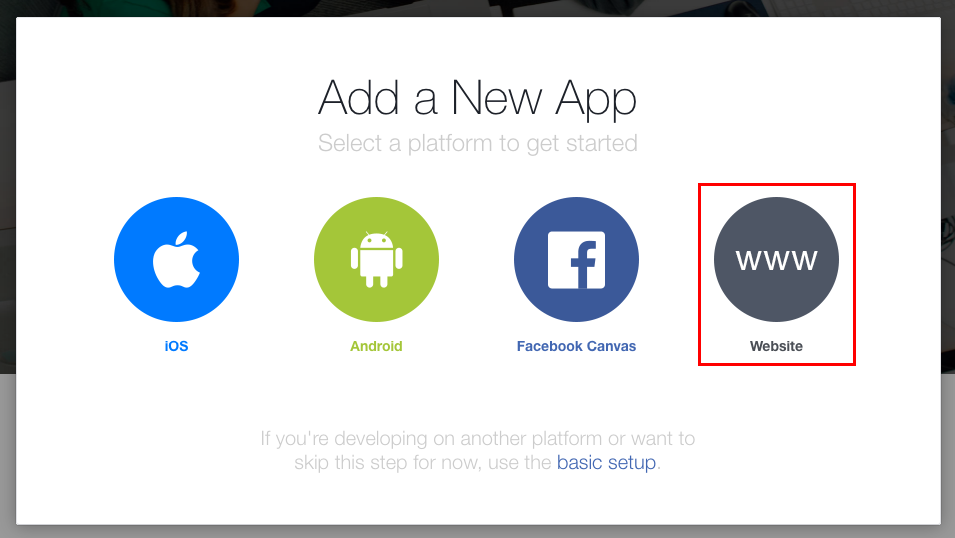 Add a New App
Select a platform to get started
www
iOS
Android
Facebook Canvas
Website
If you're developing on another platform or want to
skip this step for now, use the basic setup.